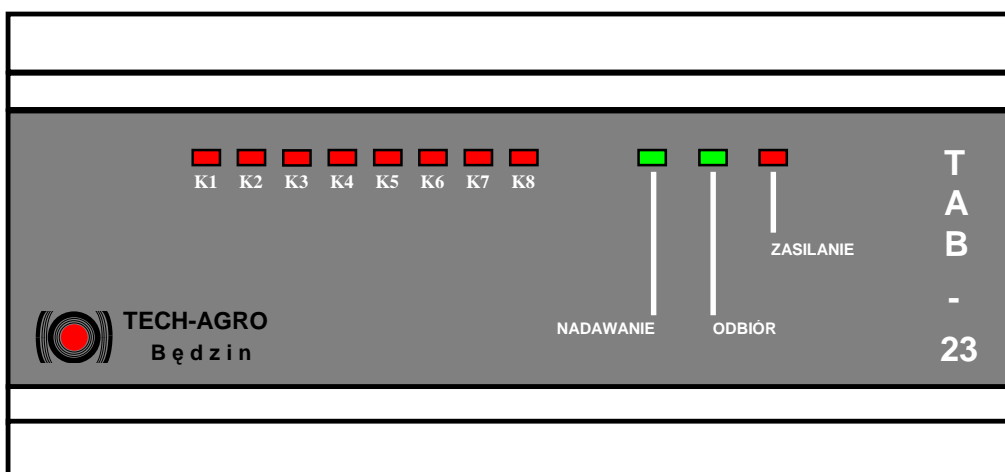 K1 K2 K3 K4 K5 K6 K7 K8
ZASILANIE
NADAWANIE ODBIÓR
TECH-AGRO
Będzin
T
A
B
-
23